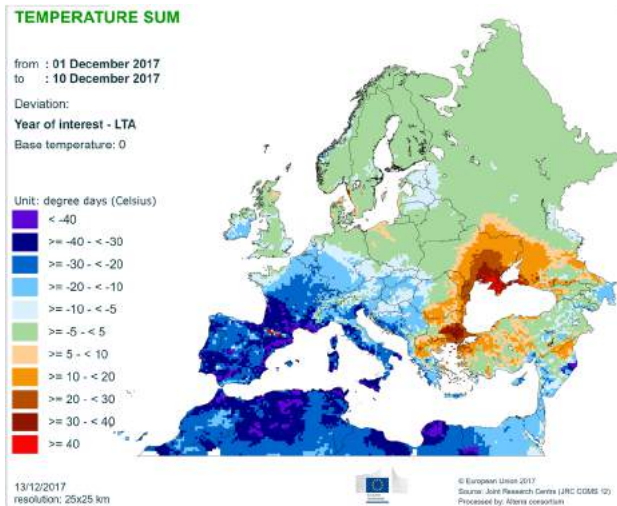 TEMPERATURE SUM
from : 01 December 2017
to : 10 December 2017
Deviation:
Year of interest - LTA
Base temperature: 0
Unit: degree days (Celsius)
< -40
>= -40 - < -30
>= -30 - < -20
>= -20 - < -10
>= -10 - < -5
>= -5 - < 5
>= 5 - < 10
>= 10 - < 20
>= 20 - < 30
>= 30 - < 40
>= 40
13/12/2017
resolution: 25x25 km
© European Union 2017
Source: Joint Research Centre (JRC COMS 12)
Processed by: Alterra consortium